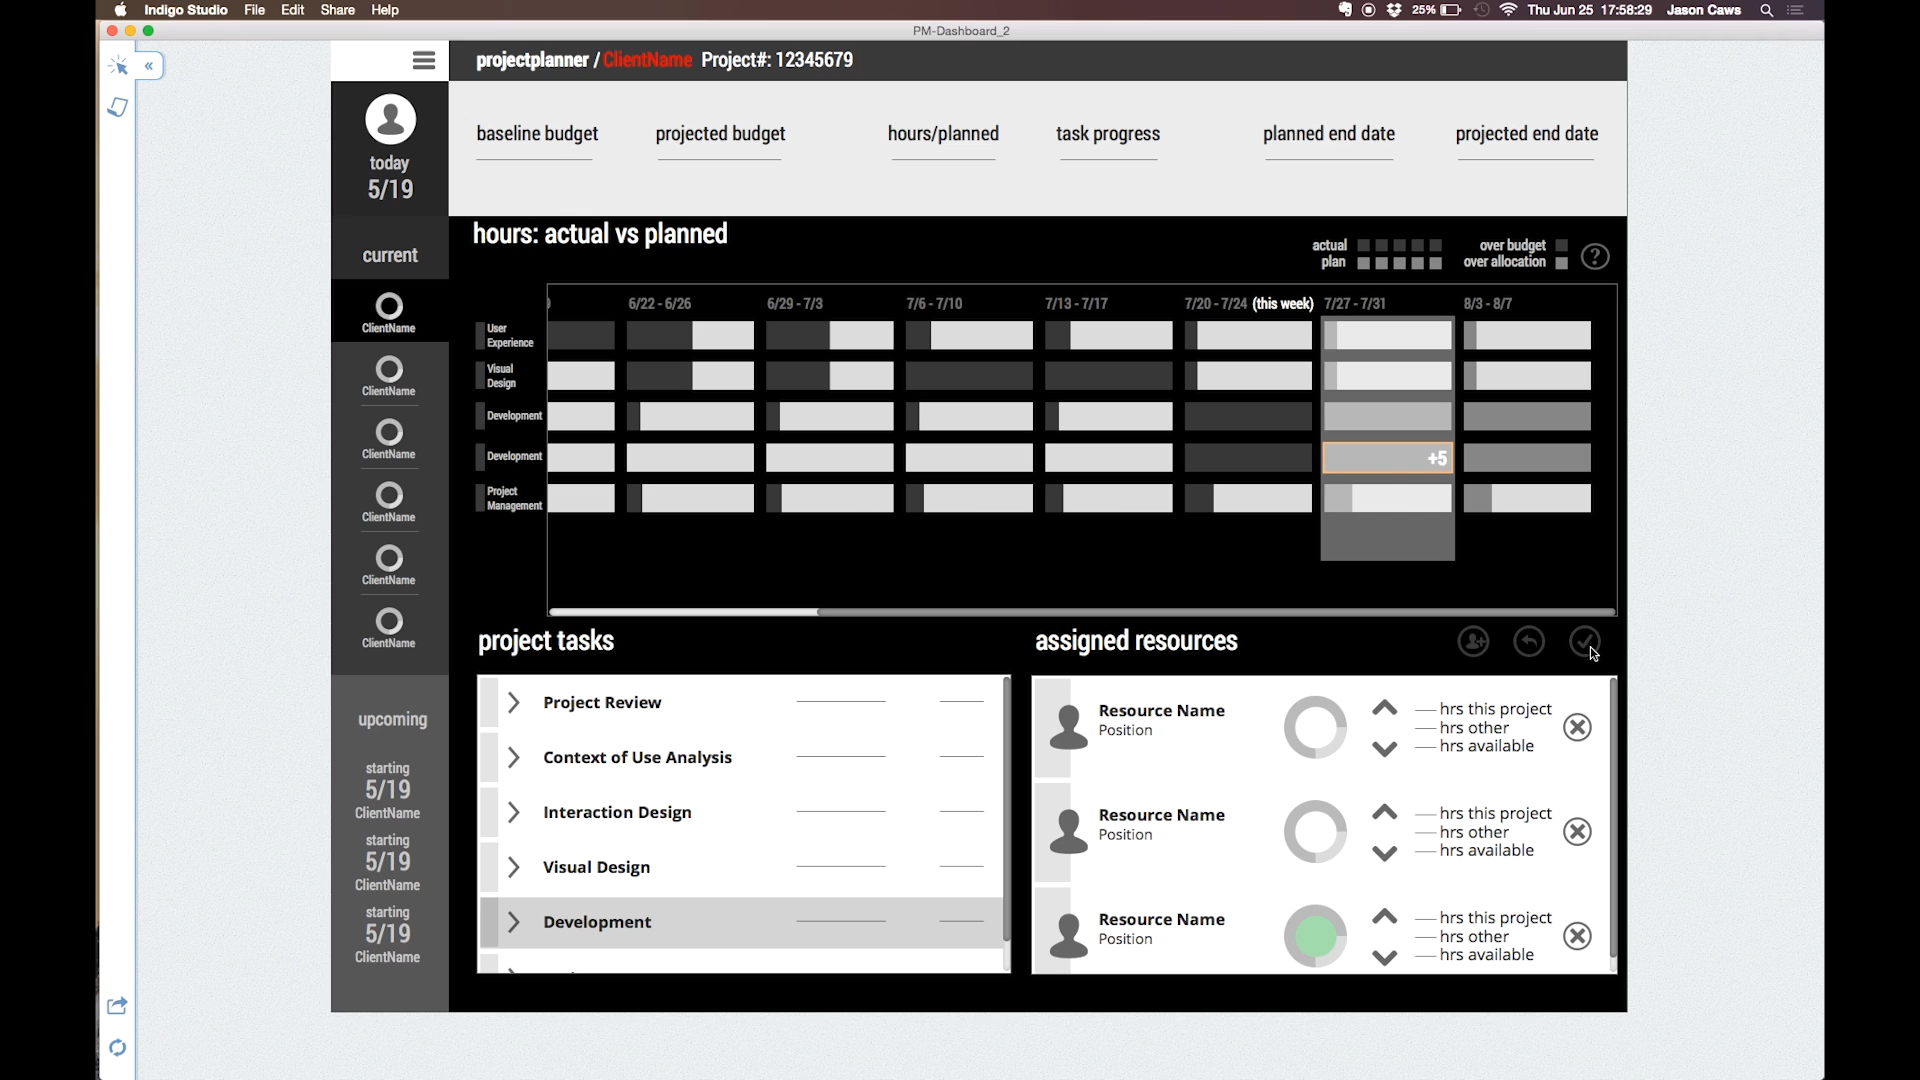 Indigo Studio File Edit Share Help
25% Thu Jun 25 17:58:29 Jason Caws
PM-Dashboard_2
«
projectplanner / ClientName Project#: 12345679
today
5/19
baseline budget projected budget hours/planned task progress planned end date projected end date
current
ClientName
ClientName
ClientName
ClientName
ClientName
ClientName
upcoming
starting
5/19
ClientName
starting
5/19
ClientName
starting
5/19
ClientName
hours: actual vs planned
actual
plan
over budget
over allocation
?
6/22 - 6/26 6/29 - 7/3 7/6 - 7/10 7/13 - 7/17 7/20 - 7/24 (this week) 7/27 - 7/31 8/3 - 8/7
User
Experience
Visual
Design
Development
Development
+5
Project
Management
project tasks
Project Review
Context of Use Analysis
Interaction Design
Visual Design
Development
assigned resources
Resource Name
Position
hrs this project
hrs other
hrs available
Resource Name
Position
hrs this project
hrs other
hrs available
Resource Name
Position
hrs this project
hrs other
hrs available